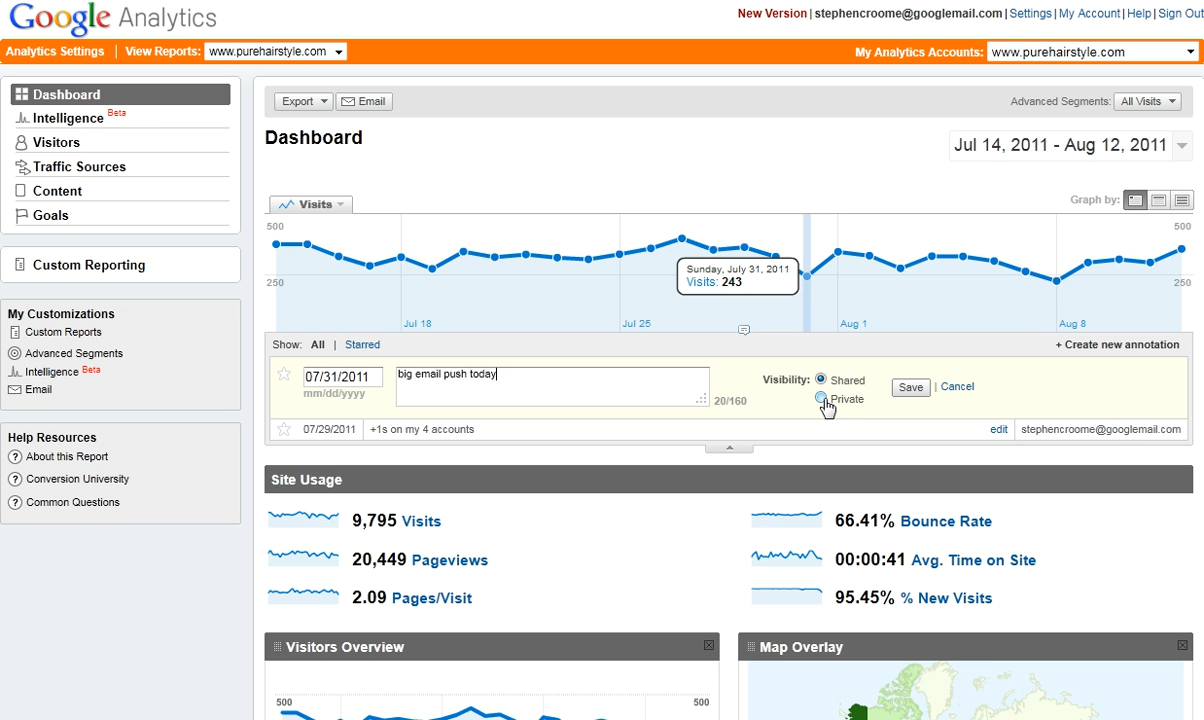 Google Analytics
New Version | stephencroome@googlemail.com | Settings | My Account | Help | Sign Out
Analytics Settings | View Reports: www.purehairstyle.com
My Analytics Accounts: www.purehairstyle.com
Dashboard
Intelligence Beta
Visitors
Traffic Sources
Content
Goals
Custom Reporting
My Customizations
Custom Reports
Advanced Segments
Intelligence Beta
Email
Help Resources
About this Report
Conversion University
Common Questions
Export
Email
Advanced Segments: All Visits
Dashboard
Jul 14, 2011 - Aug 12, 2011
Visits
Graph by:
500
500
250
250
Sunday, July 31, 2011
Visits: 243
Jul 18
Jul 25
Aug 1
Aug 8
Show: All | Starred
+ Create new annotation
07/31/2011
mm/dd/yyyy
big email push today
20/160
Visibility: Shared
Private
Save | Cancel
07/29/2011
+1s on my 4 accounts
edit
stephencroome@googlemail.com
Site Usage
9,795 Visits
66.41% Bounce Rate
20,449 Pageviews
00:00:41 Avg. Time on Site
2.09 Pages/Visit
95.45% % New Visits
Visitors Overview
Map Overlay
500
500